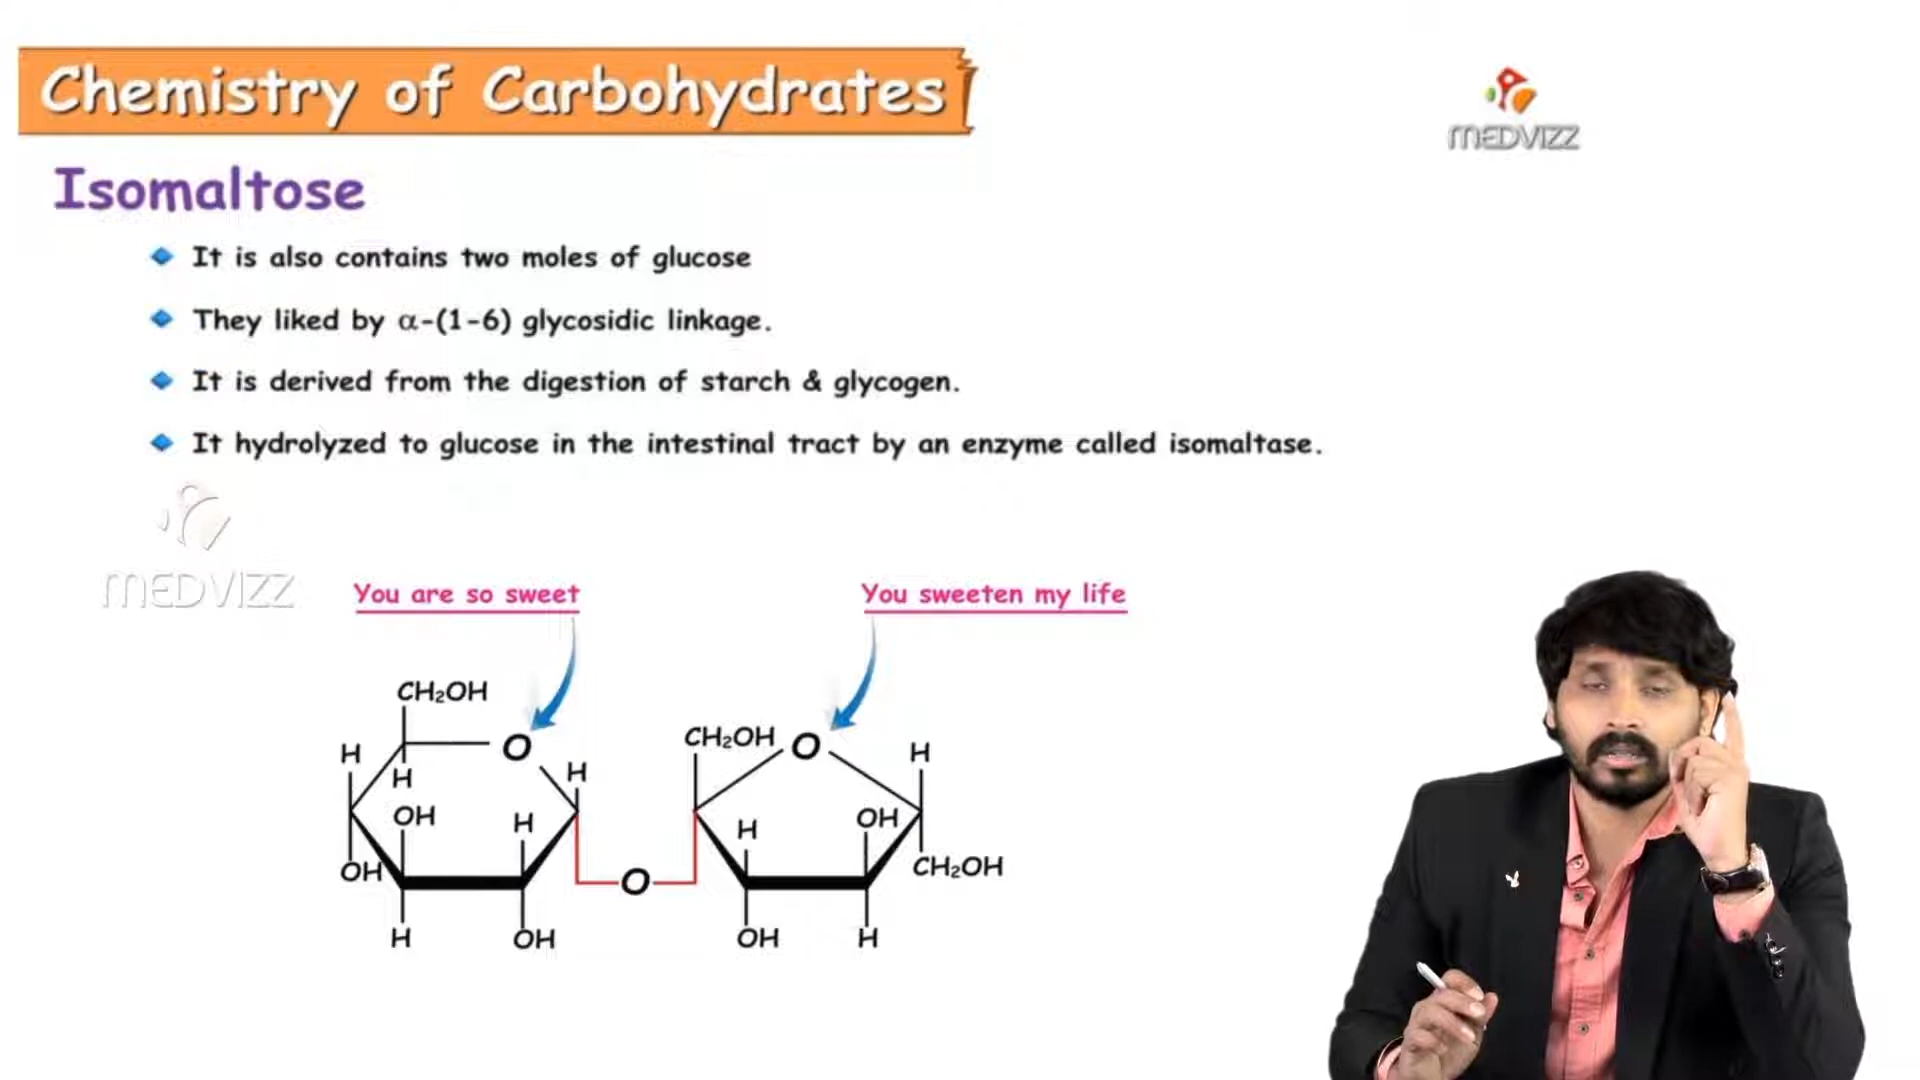 Chemistry of Carbohydrates
MEDVIZZ
Isomaltose
It is also contains two moles of glucose
They liked by α-(1-6) glycosidic linkage.
It is derived from the digestion of starch & glycogen.
It hydrolyzed to glucose in the intestinal tract by an enzyme called isomaltase.
MEDVIZZ
You are so sweet
You sweeten my life
CH₂OH
CH₂OH O H
H O H
H
OH H H OH
OH O CH₂OH
H OH OH H